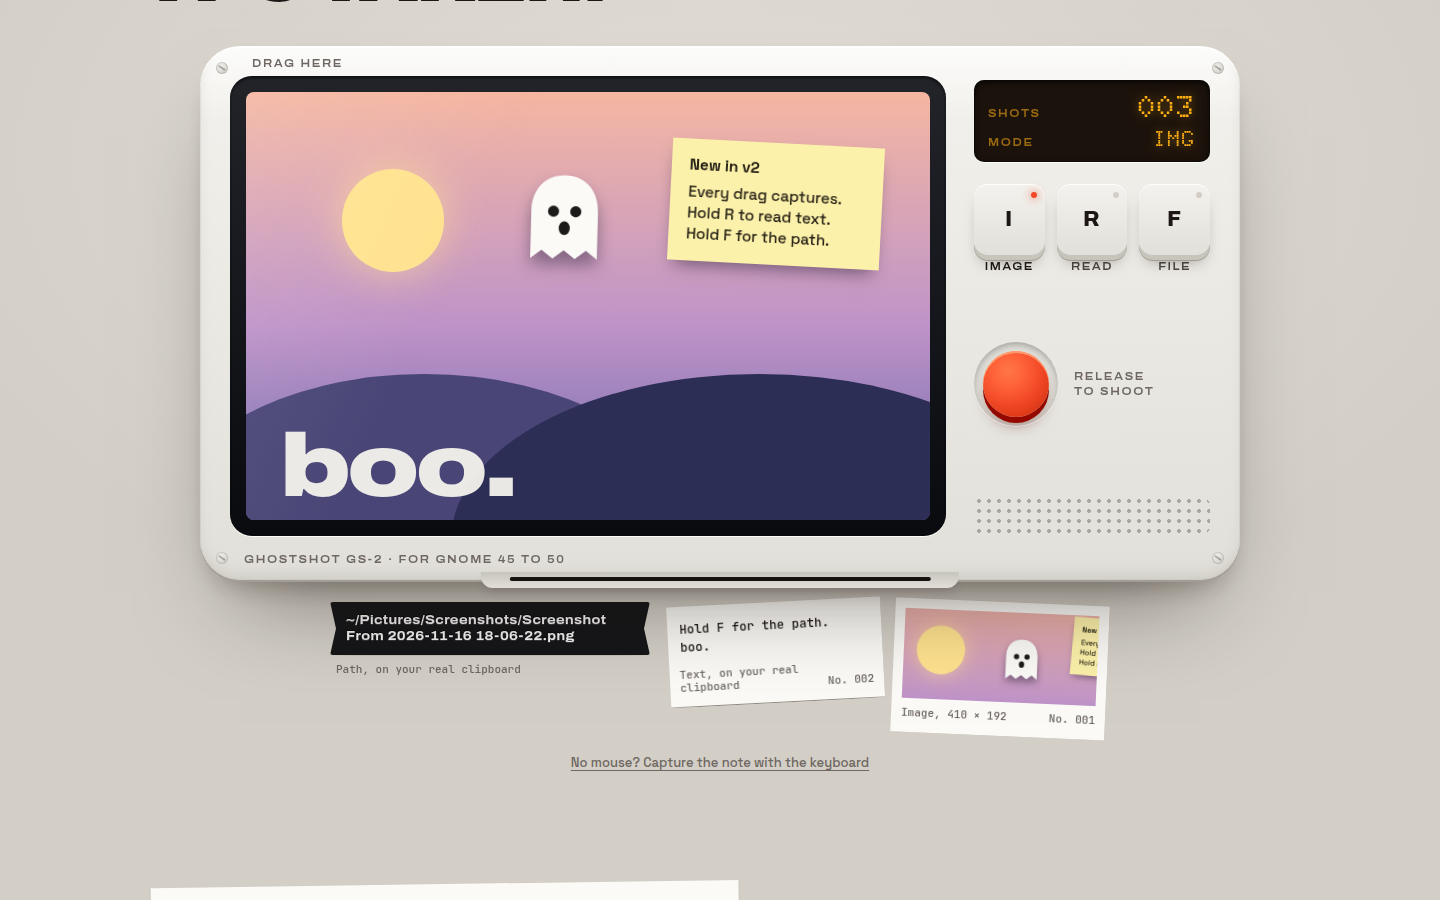 DRAG HERE
New in v2
Every drag captures.
Hold R to read text.
Hold F for the path.
boo.
GHOSTSHOT GS-2 · FOR GNOME 45 TO 50
SHOTS 003
MODE IMG
I
R
F
IMAGE
READ
FILE
RELEASE
TO SHOOT
~/Pictures/Screenshots/Screenshot
From 2026-11-16 18-06-22.png
Path, on your real clipboard
Hold F for the path.
boo.
Text, on your real
clipboard
No. 002
New
Every
Hold
Hold
Image, 410 × 192
No. 001
No mouse? Capture the note with the keyboard